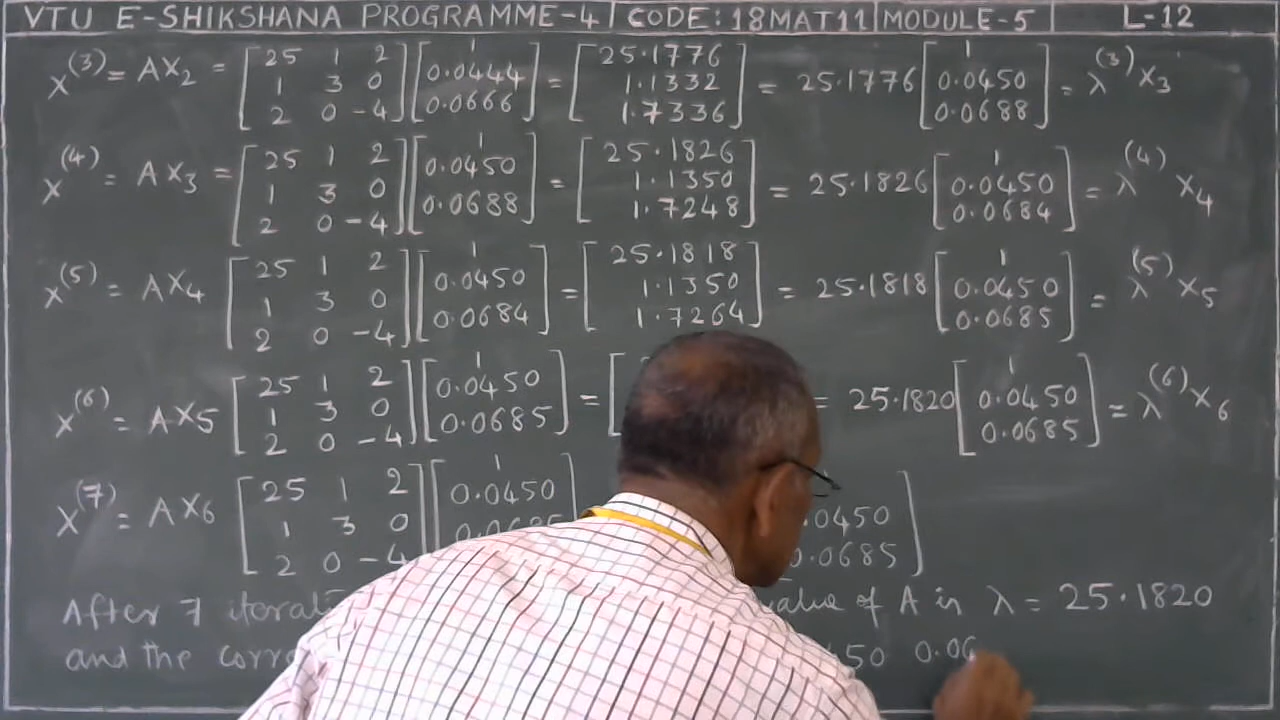 VTU E-SHIKSHANA PROGRAMME-4 CODE: 18MAT11 MODULE-5 L-12
X^(3) = AX2 = [25 1 2; 1 3 0; 2 0 -4] [1; 0.0444; 0.0666] = [25.1776; 1.1332; 1.7336] = 25.1776 [1; 0.0450; 0.0688] = λ^(3) X3
X^(4) = AX3 = [25 1 2; 1 3 0; 2 0 -4] [1; 0.0450; 0.0688] = [25.1826; 1.1350; 1.7248] = 25.1826 [1; 0.0450; 0.0684] = λ^(4) X4
X^(5) = AX4 [25 1 2; 1 3 0; 2 0 -4] [1; 0.0450; 0.0684] = [25.1818; 1.1350; 1.7264] = 25.1818 [1; 0.0450; 0.0685] = λ^(5) X5
X^(6) = AX5 [25 1 2; 1 3 0; 2 0 -4] [1; 0.0450; 0.0685] = [ = 25.1820 [1; 0.0450; 0.0685] = λ^(6) X6
X^(7) = AX6 [25 1 2; 1 3 0; 2 0 -4] [1; 0.0450; 0.0685] .0450; 0.0685]
After 7 iterati value of A is λ = 25.1820
and the corre 50 0.06